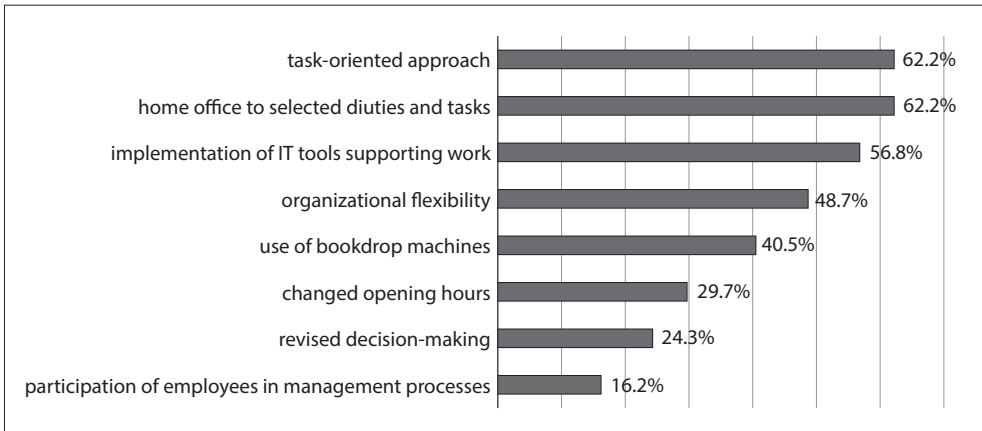 task-oriented approach 62.2%
home office to selected diuties and tasks 62.2%
implementation of IT tools supporting work 56.8%
organizational flexibility 48.7%
use of bookdrop machines 40.5%
changed opening hours 29.7%
revised decision-making 24.3%
participation of employees in management processes 16.2%